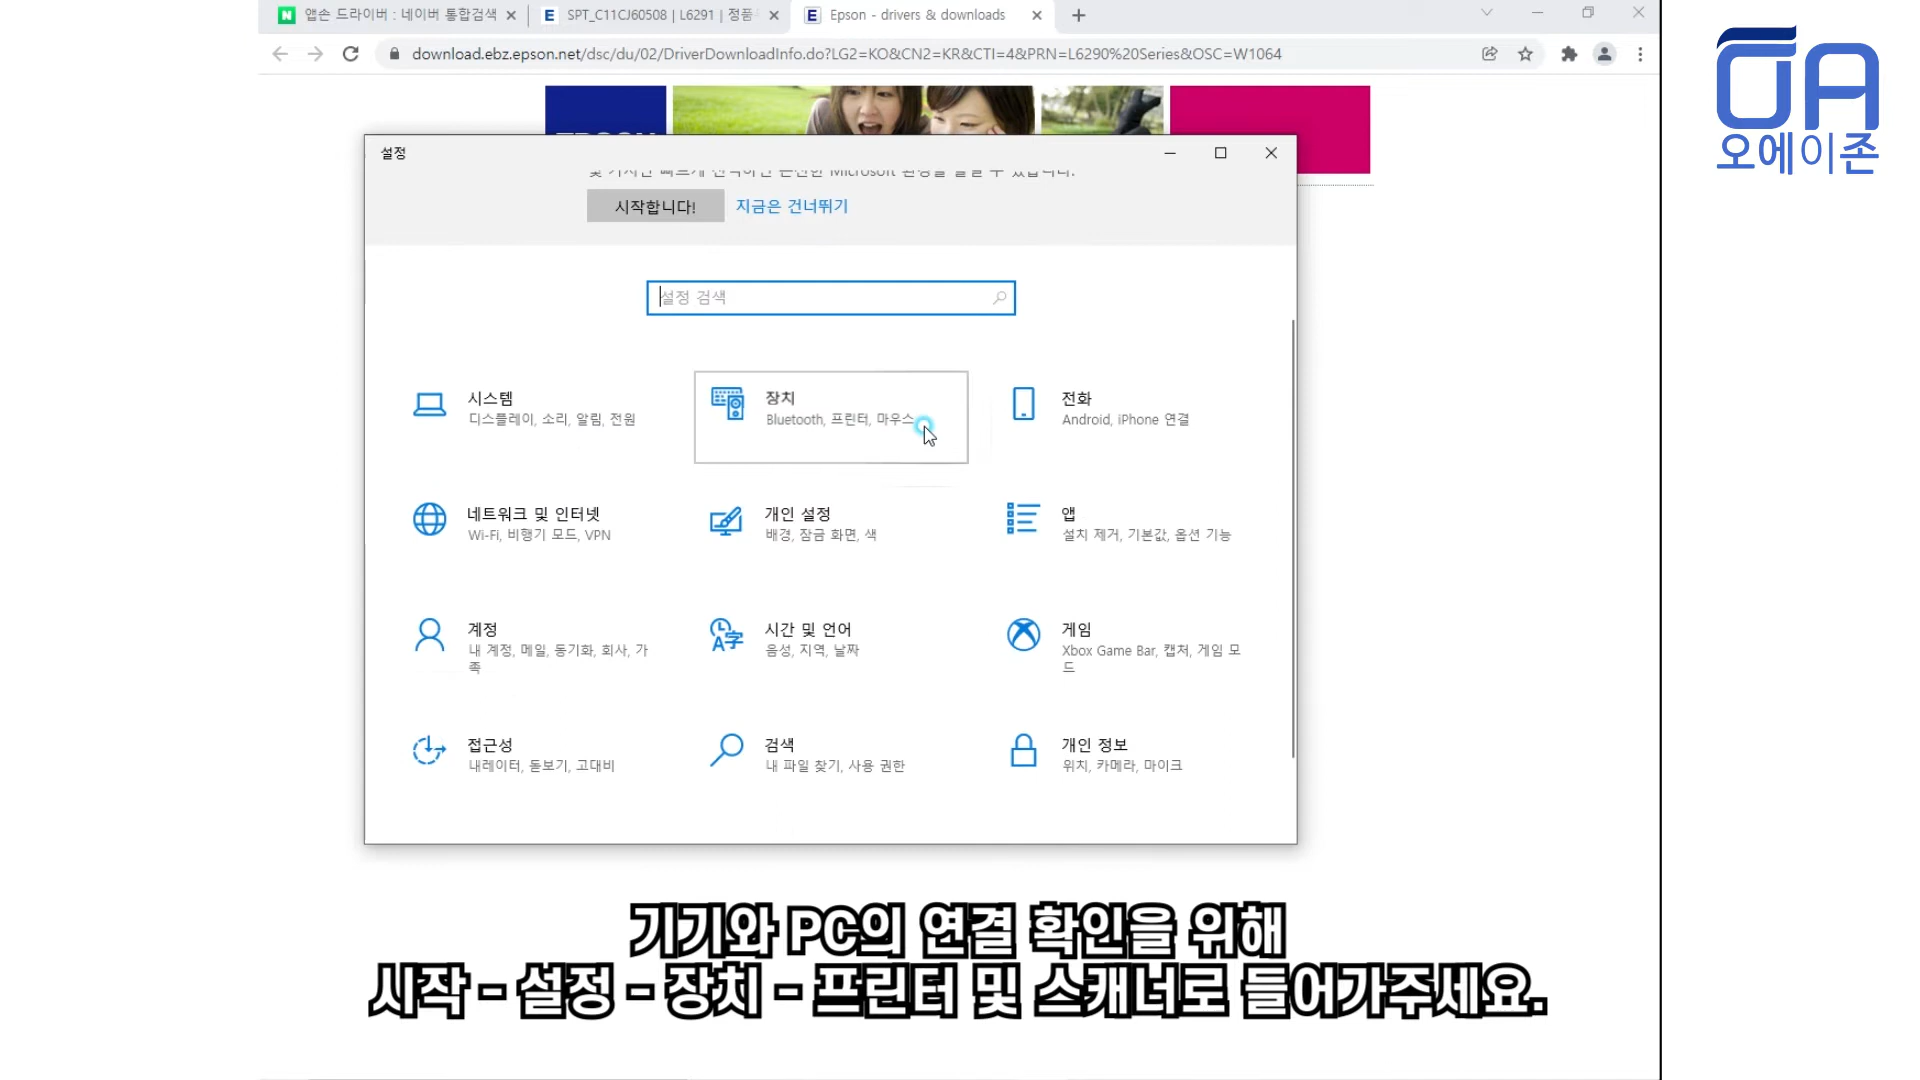 앱손 드라이버 : 네이버 통합검색
SPT_C11CJ60508 | L6291 | 정품
Epson - drivers & downloads
download.ebz.epson.net/dsc/du/02/DriverDownloadInfo.do?LG2=KO&CN2=KR&CTI=4&PRN=L6290%20Series&OSC=W1064
오에이존
설정
시작합니다!
지금은 건너뛰기
설정 검색
시스템
디스플레이, 소리, 알림, 전원
장치
Bluetooth, 프린터, 마우스
전화
Android, iPhone 연결
네트워크 및 인터넷
Wi-Fi, 비행기 모드, VPN
개인 설정
배경, 잠금 화면, 색
앱
설치 제거, 기본값, 옵션 기능
계정
내 계정, 메일, 동기화, 회사, 가
족
시간 및 언어
음성, 지역, 날짜
게임
Xbox Game Bar, 캡처, 게임 모
드
접근성
내레이터, 돋보기, 고대비
검색
내 파일 찾기, 사용 권한
개인 정보
위치, 카메라, 마이크
기기와 PC의 연결 확인을 위해
시작 - 설정 - 장치 - 프린터 및 스캐너로 들어가주세요.